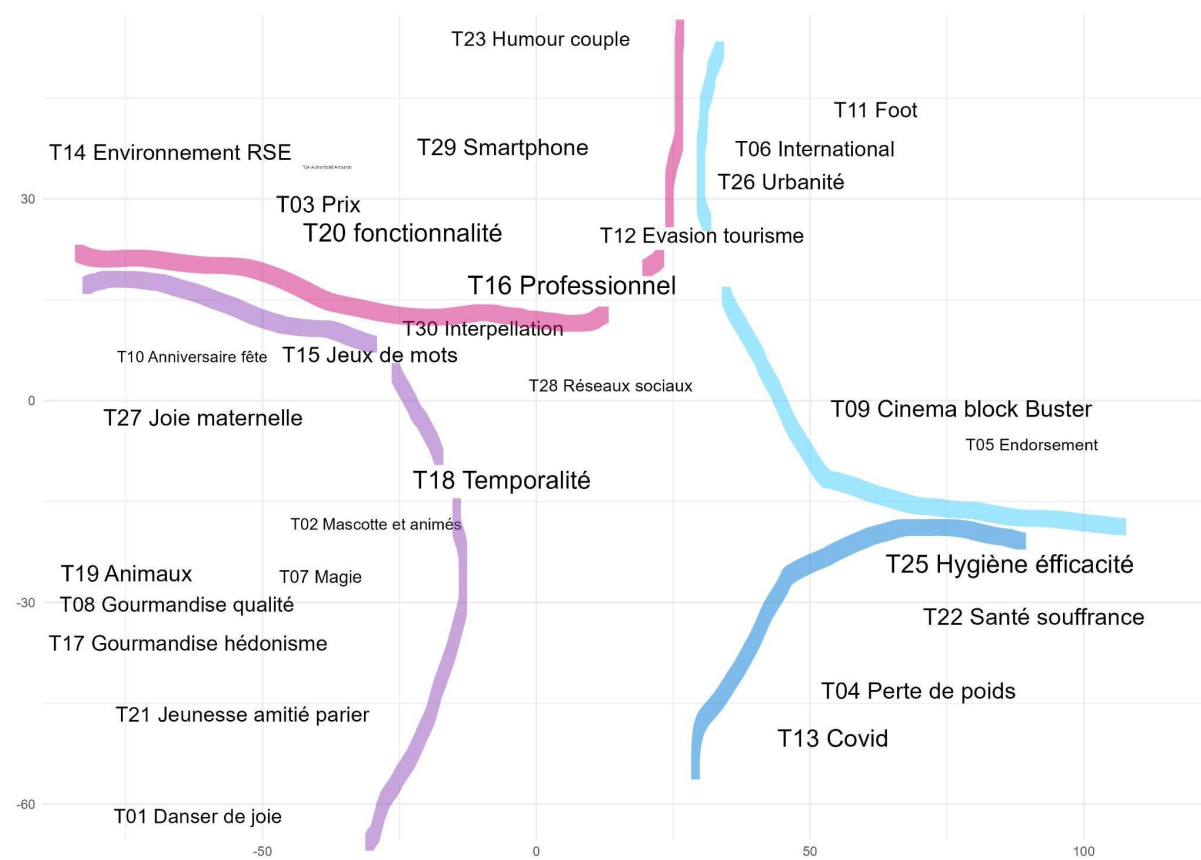 T23 Humour couple
T11 Foot
T29 Smartphone
T06 International
T14 Environnement RSE
T24 Authenticité Artisanat
T26 Urbanité
30
T03 Prix
T20 fonctionnalité
T12 Evasion tourisme
T16 Professionnel
T30 Interpellation
T10 Anniversaire fête
T15 Jeux de mots
T28 Réseaux sociaux
0
T27 Joie maternelle
T09 Cinema block Buster
T05 Endorsement
T18 Temporalité
T02 Mascotte et animés
T25 Hygiène éfficacité
T19 Animaux
T07 Magie
-30
T08 Gourmandise qualité
T22 Santé souffrance
T17 Gourmandise hédonisme
T04 Perte de poids
T21 Jeunesse amitié parier
T13 Covid
-60
T01 Danser de joie
-50
0
50
100